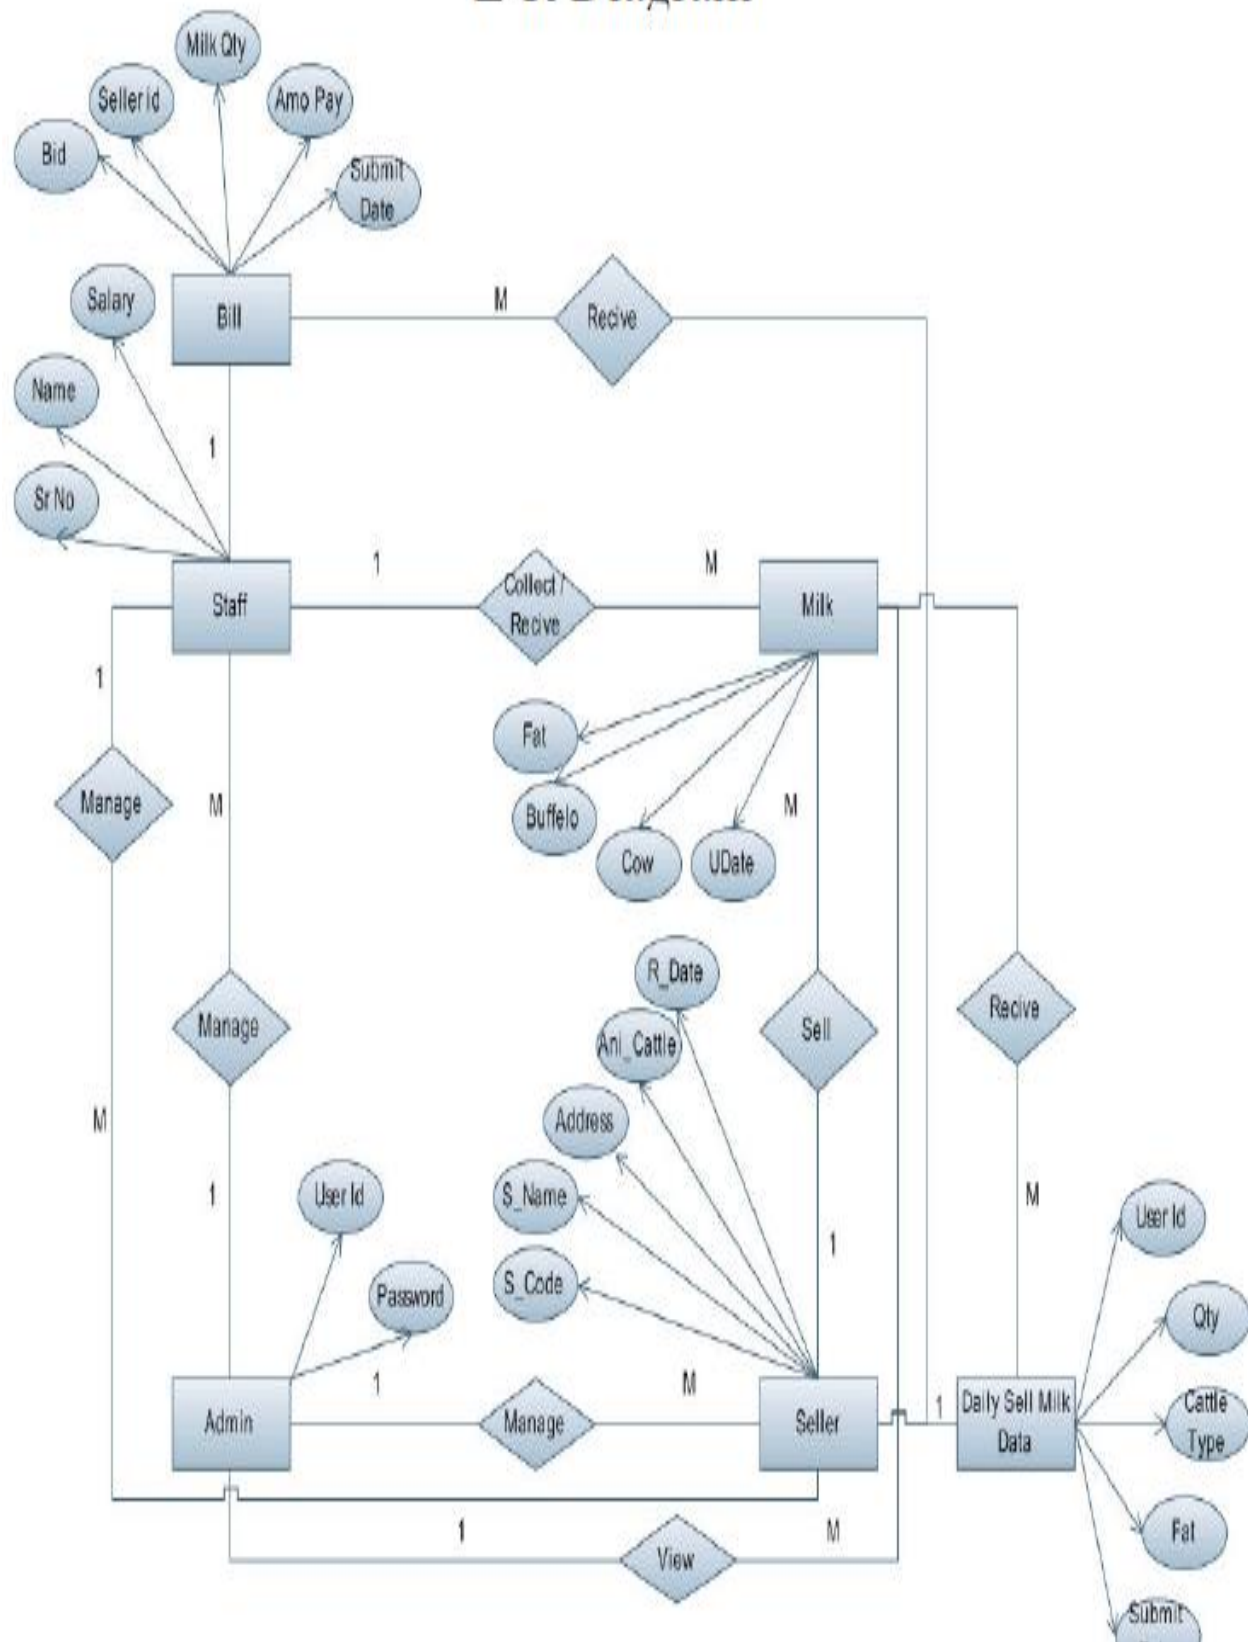 Milk Qty
Seller id
Amo Pay
Bid
Submit
Date
Salary
Bill
M
Recive
Name
1
Sr No
Staff
1
Collect /
Recive
M
Milk
1
Fat
Manage
M
Buffelo
M
Cow
UDate
R_Date
Manage
Ani_Cattle
Sell
Recive
M
Address
User Id
1
S_Name
M
User Id
1
S_Code
Password
Qty
1
M
Admin
Manage
Seller
1
Daily Sell Milk
Data
Cattle
Type
1
M
View
Fat
Submit